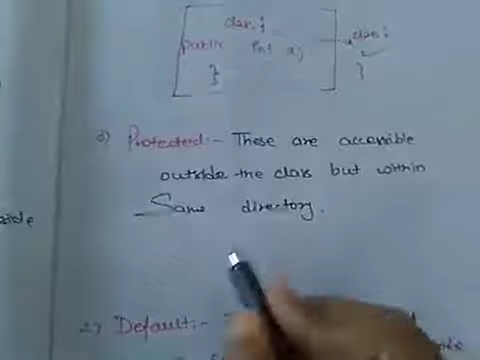 class {
public int a;
}
class {
}
3) Protected :- These are accessible
outside the class but within
Same directory.
2) Default :-